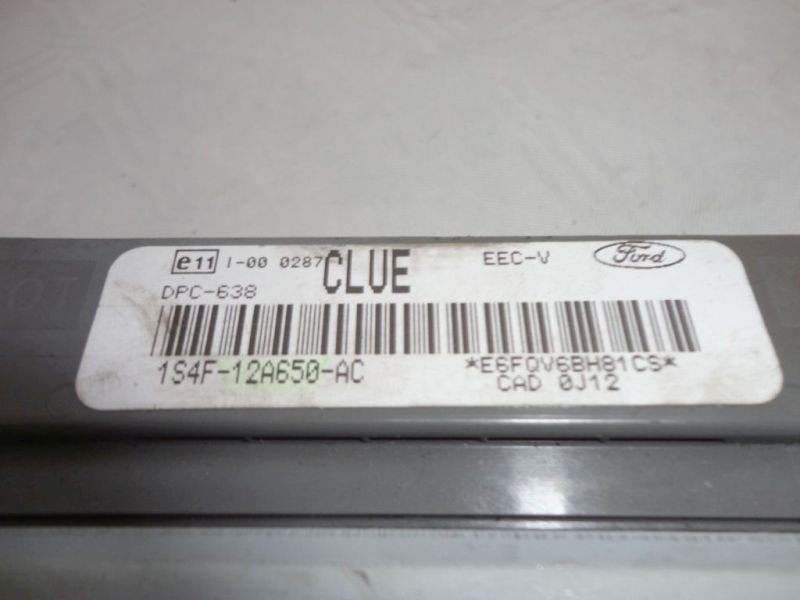 e11 I-00 0287 CLUE EEC-V Ford
DPC-638
1S4F-12A650-AC *E6FQV6BH81CS*
CAD 0J12